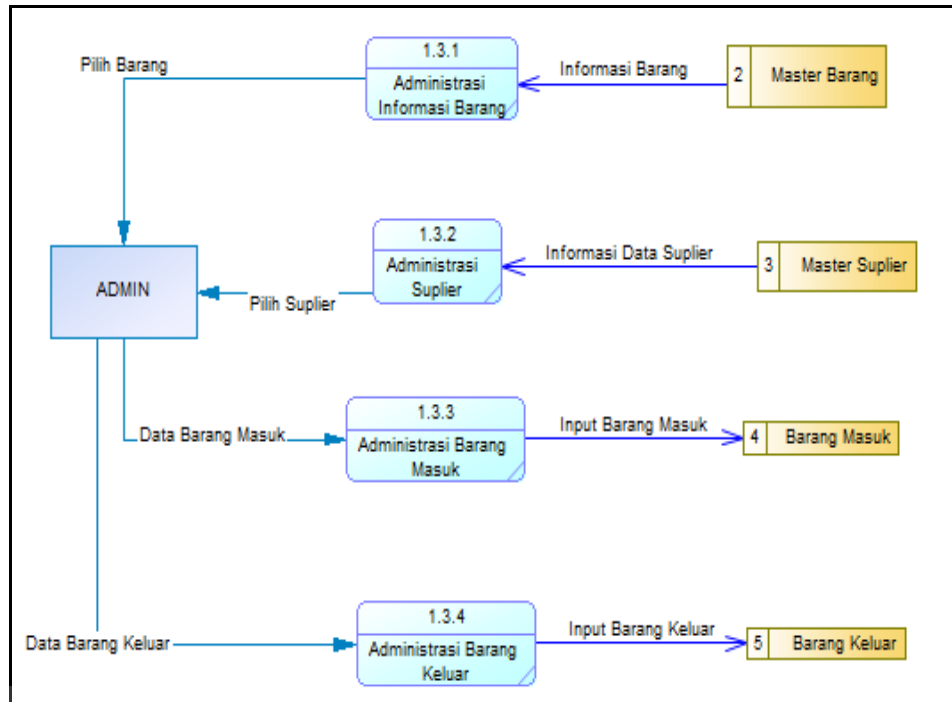 1.3.1
Pilih Barang
Informasi Barang
2 Master Barang
Administrasi
Informasi Barang
1.3.2
Informasi Data Suplier
3 Master Suplier
Administrasi
Suplier
ADMIN
Pilih Suplier
1.3.3
Input Barang Masuk
Data Barang Masuk
4 Barang Masuk
Administrasi Barang
Masuk
1.3.4
Input Barang Keluar
Data Barang Keluar
5 Barang Keluar
Administrasi Barang
Keluar